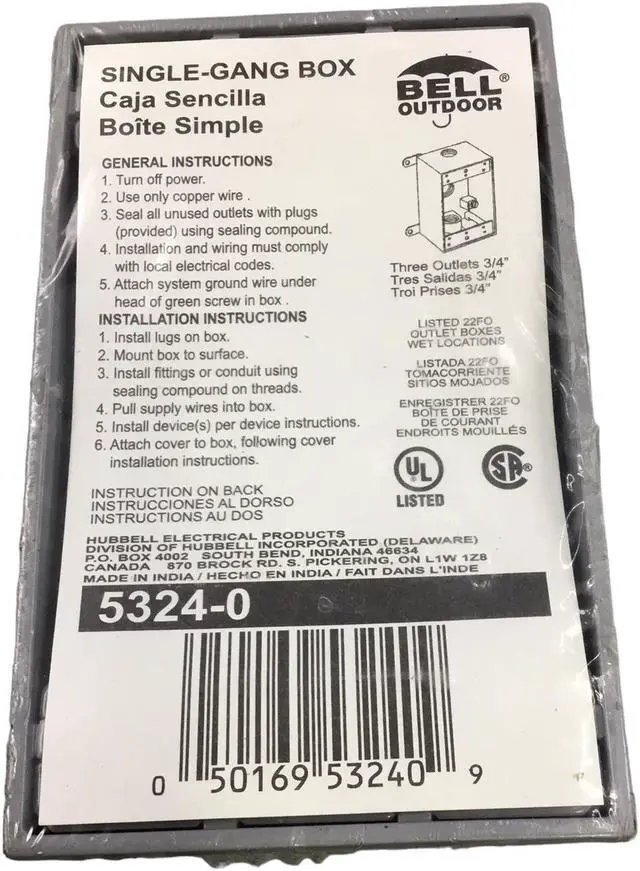 SINGLE-GANG BOX
Caja Sencilla
Boîte Simple
BELL®
OUTDOOR
GENERAL INSTRUCTIONS
1. Turn off power.
2. Use only copper wire .
3. Seal all unused outlets with plugs
(provided) using sealing compound.
4. Installation and wiring must comply
with local electrical codes.
5. Attach system ground wire under
head of green screw in box .
INSTALLATION INSTRUCTIONS
1. Install lugs on box.
2. Mount box to surface.
3. Install fittings or conduit using
sealing compound on threads.
4. Pull supply wires into box.
5. Install device(s) per device instructions.
6. Attach cover to box, following cover
installation instructions.
Three Outlets 3/4"
Tres Salidas 3/4"
Troi Prises 3/4"
LISTED 22FO
OUTLET BOXES
WET LOCATIONS
LISTADA 22FO
TOMACORRIENTE
SITIOS MOJADOS
ENREGISTRER 22FO
BOÎTE DE PRISE
DE COURANT
ENDROITS MOUILLÉS
UL
LISTED
SA®
INSTRUCTION ON BACK
INSTRUCCIONES AL DORSO
INSTRUCTIONS AU DOS
HUBBELL ELECTRICAL PRODUCTS
DIVISION OF HUBBELL INCORPORATED (DELAWARE)
P.O. BOX 4002 SOUTH BEND, INDIANA 46634
CANADA 870 BROCK RD. S. PICKERING, ON L1W 1Z8
MADE IN INDIA / HECHO EN INDIA / FAIT DANS L'INDE
5324-0
0 50169 53240 9